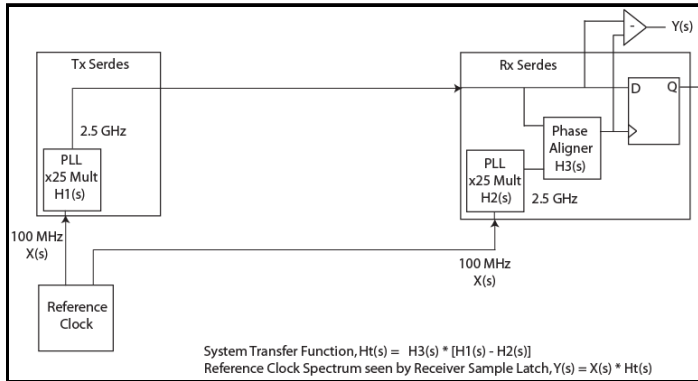 Y(s)
-
Tx Serdes
Rx Serdes
D
Q
2.5 GHz
Phase
Aligner
H3(s)
PLL
x25 Mult
H1(s)
PLL
x25 Mult
H2(s)
2.5 GHz
100 MHz
X(s)
100 MHz
X(s)
Reference
Clock
System Transfer Function, Ht(s) = H3(s) * [H1(s) - H2(s)]
Reference Clock Spectrum seen by Receiver Sample Latch, Y(s) = X(s) * Ht(s)